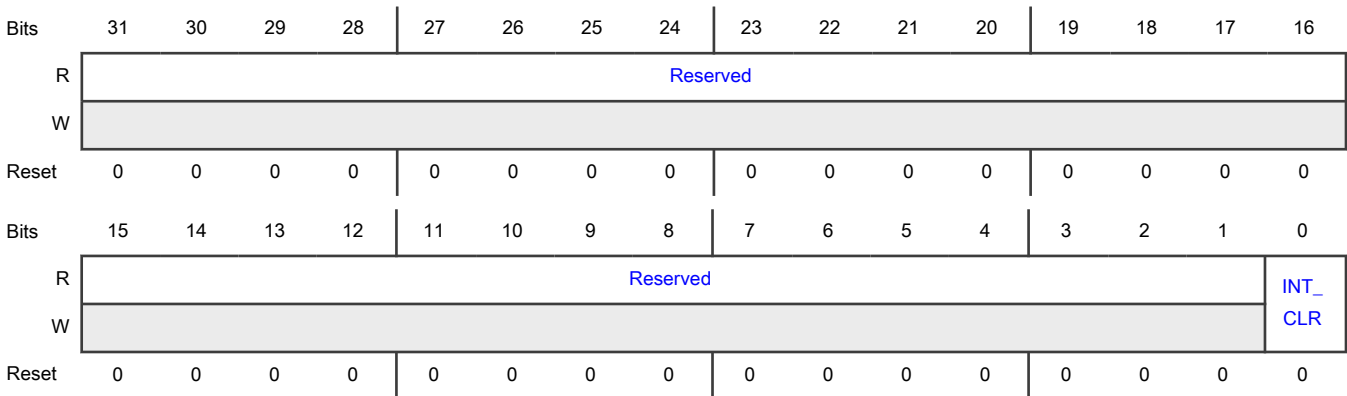 Bits 31 30 29 28 27 26 25 24 23 22 21 20 19 18 17 16
R Reserved
W
Reset 0 0 0 0 0 0 0 0 0 0 0 0 0 0 0 0
Bits 15 14 13 12 11 10 9 8 7 6 5 4 3 2 1 0
R Reserved INT_
W CLR
Reset 0 0 0 0 0 0 0 0 0 0 0 0 0 0 0 0